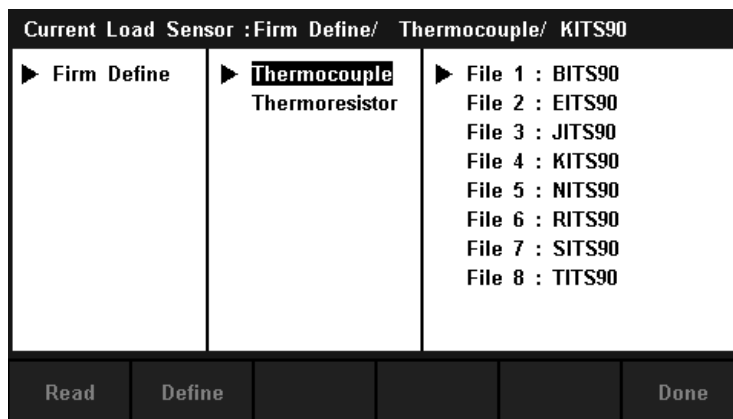 Current Load Sensor :Firm Define/ Thermocouple/ KITS90
Firm Define
Thermocouple
Thermoresistor
File 1 : BITS90
File 2 : EITS90
File 3 : JITS90
File 4 : KITS90
File 5 : NITS90
File 6 : RITS90
File 7 : SITS90
File 8 : TITS90
Read Define Done